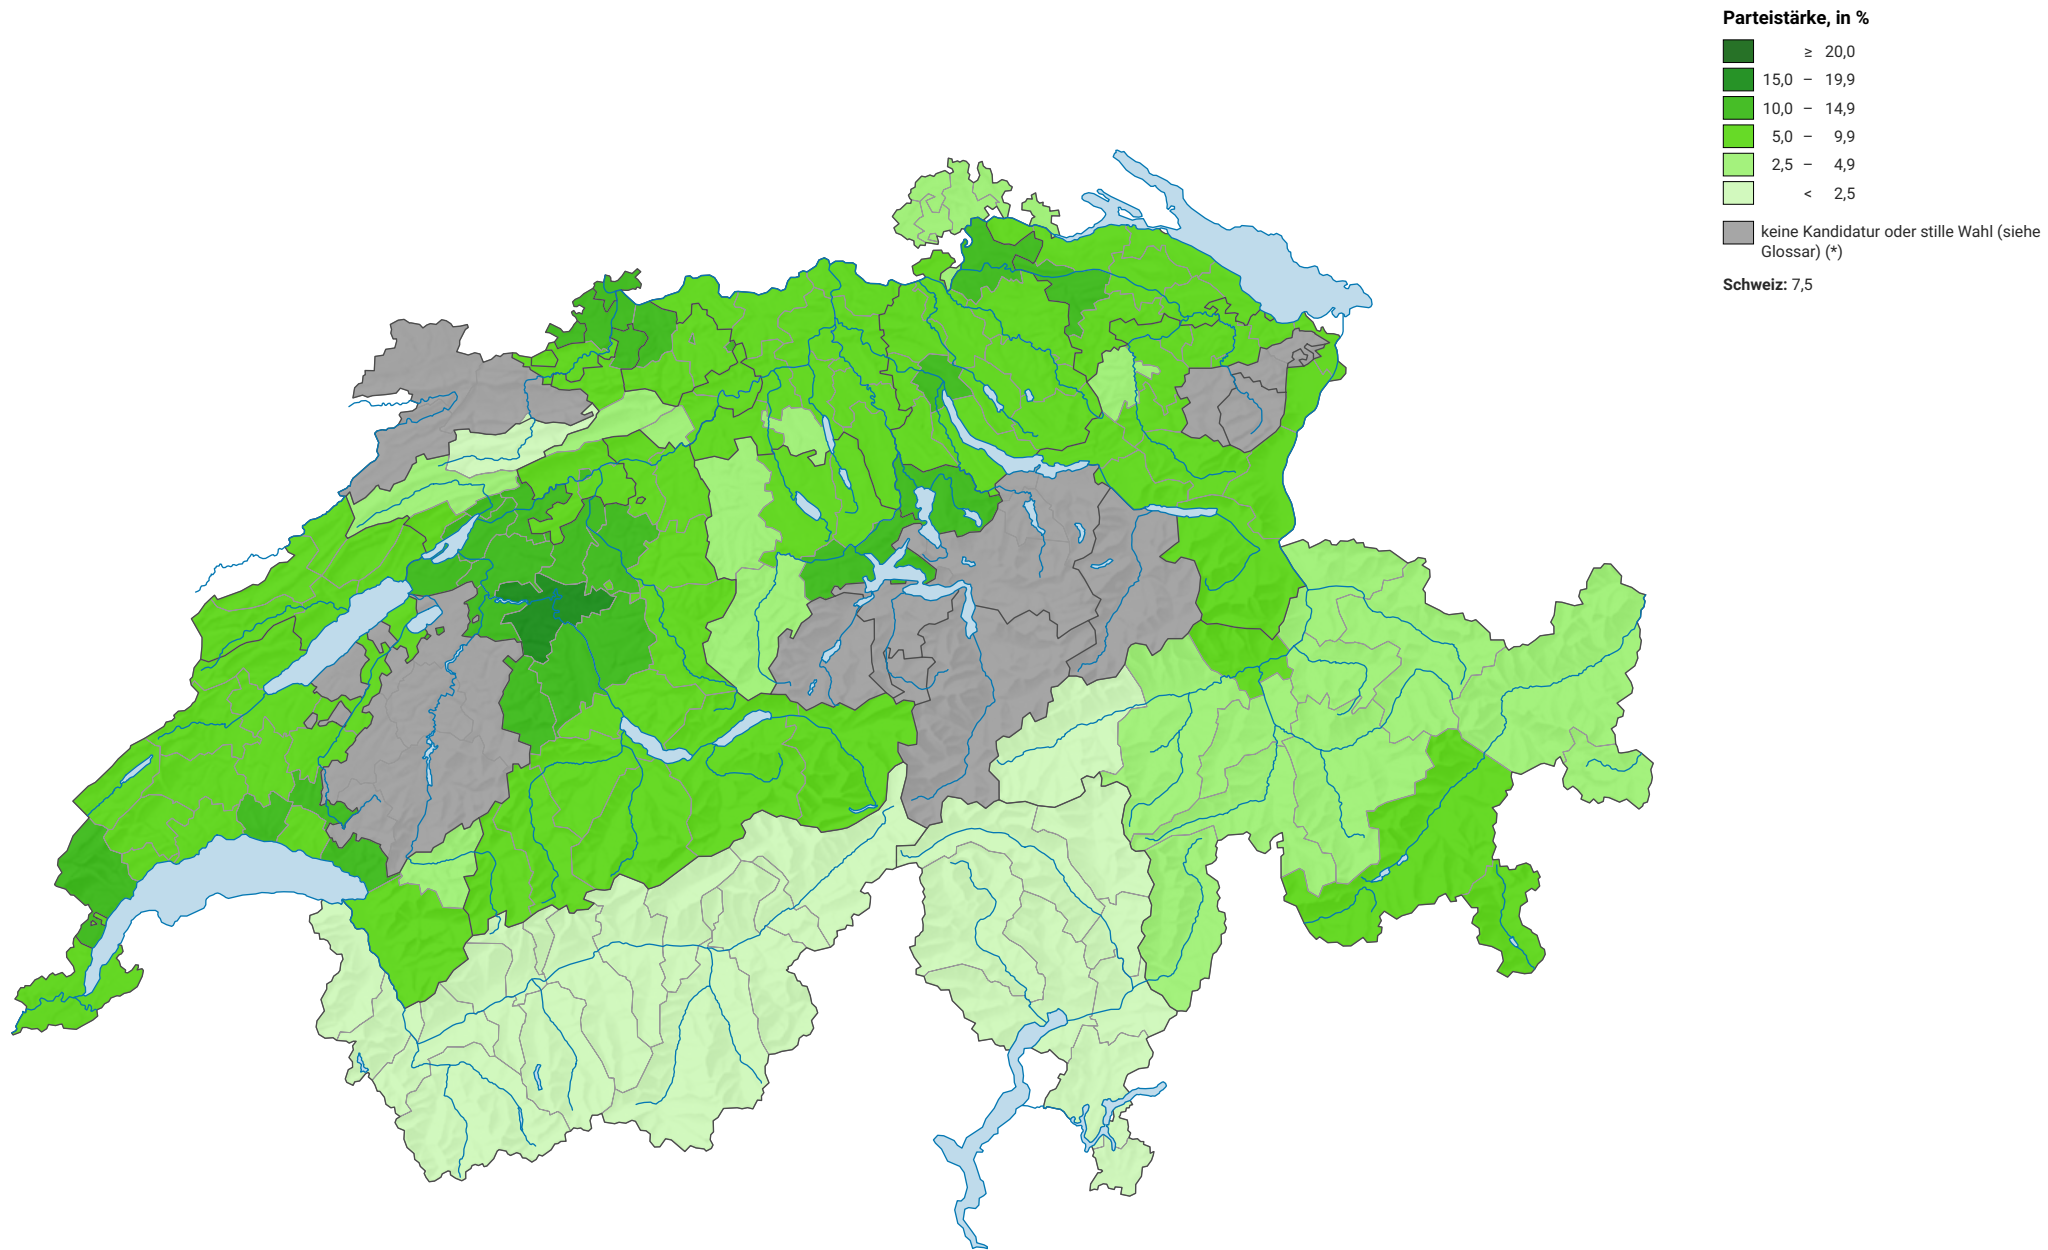 Parteistärke, in %
≥ 20,0
15,0 – 19,9
10,0 – 14,9
5,0 – 9,9
2,5 – 4,9
< 2,5
keine Kandidatur oder stille Wahl (siehe
Glossar) (*)
Schweiz: 7,5